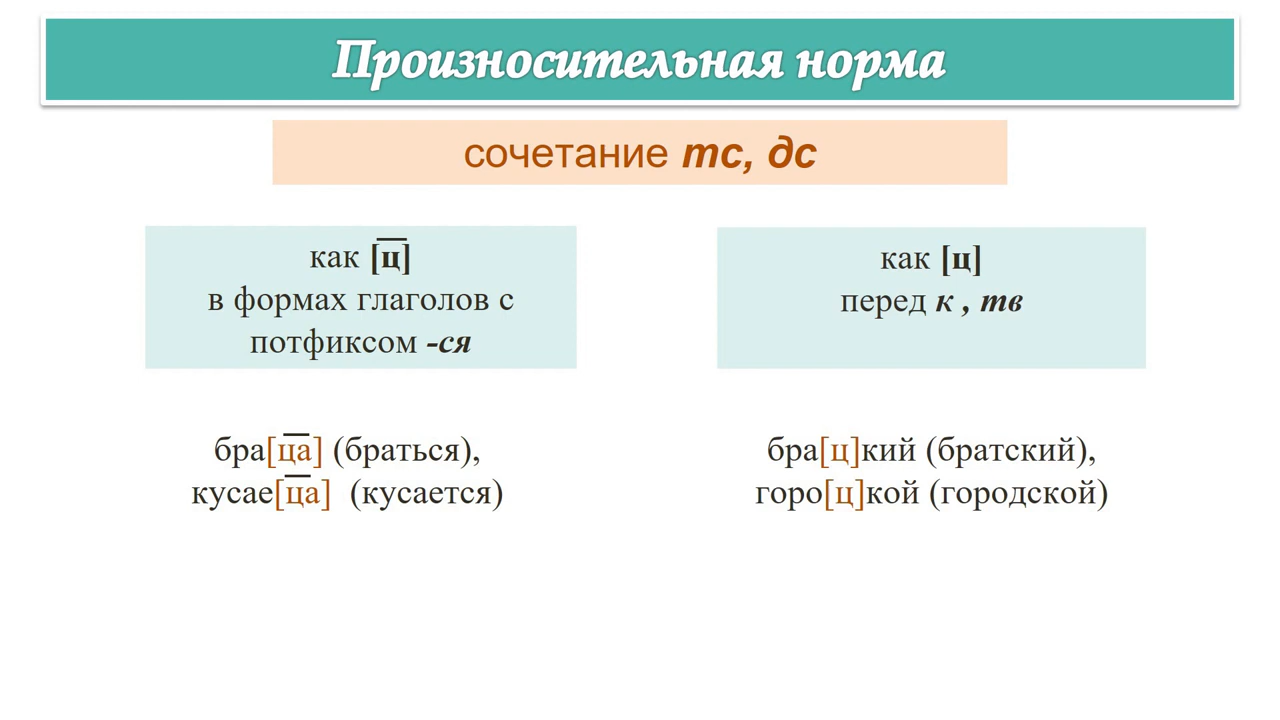 Произносительная норма
сочетание тс, дс
как [ц̅]
в формах глаголов с
потфиксом -ся
как [ц]
перед к , тв
бра[ц̅а̅] (браться),
кусае[ц̅а̅] (кусается)
бра[ц]кий (братский),
горо[ц]кой (городской)